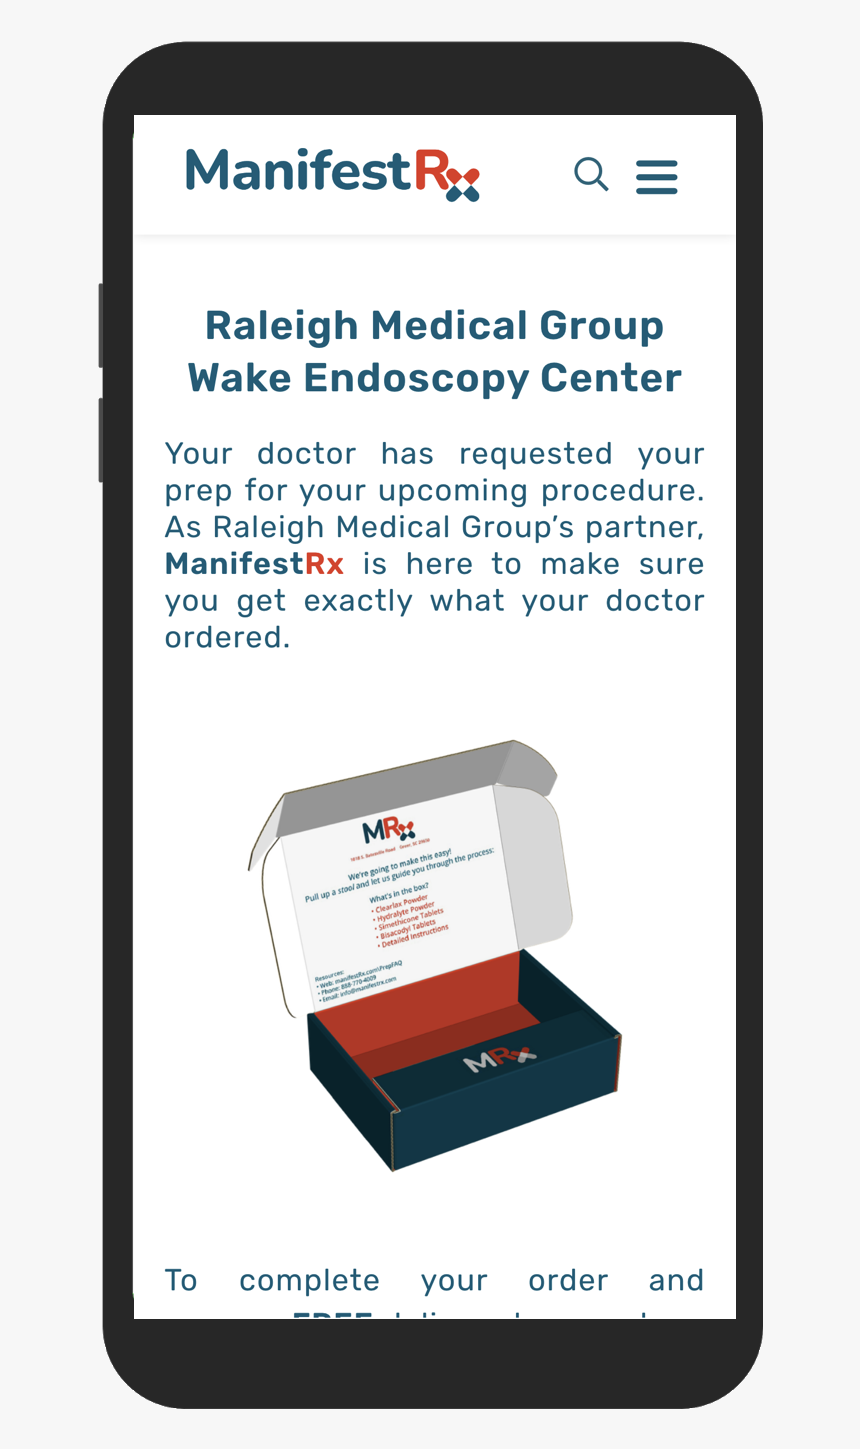 ManifestRx
Raleigh Medical Group
Wake Endoscopy Center
Your doctor has requested your
prep for your upcoming procedure.
As Raleigh Medical Group’s partner,
ManifestRx is here to make sure
you get exactly what your doctor
ordered.
MRx
We're going to make this easy!
Pull up a stool and let us guide you through the process:
What's in the box?
• Clearlax Powder
• Hydralyte Powder
• Simethicone Tablets
• Bisacodyl Tablets
• Detailed Instructions
Resources:
• Web: manifestRx.com\PrepFAQ
• Phone: 888-770-4009
• Email: info@manifestrx.com
MRx
To complete your order and
FREE